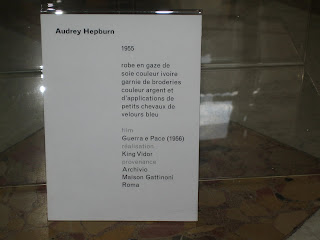 Audrey Hepburn
1955
robe en gaze de
soie couleur ivoire
garnie de broderies
couleur argent et
d'applications de
petits chevaux de
velours bleu
film
Guerra e Pace (1956)
réalisation
King Vidor
provenance
Archivio
Maison Gattinoni
Roma